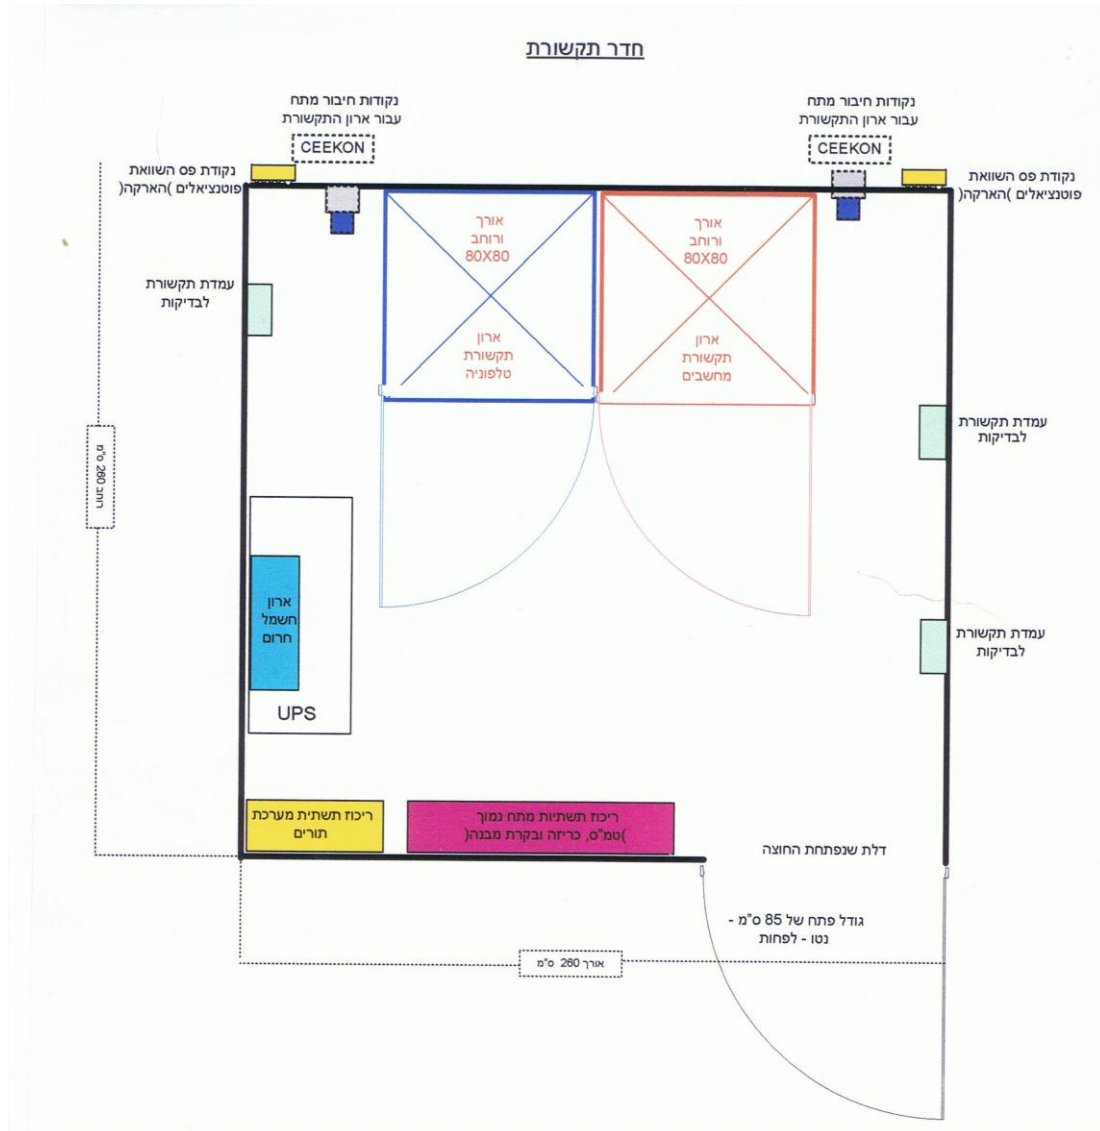 חדר תקשורת
נקודות חיבור מתח
עבור ארון התקשורת
CEEKON
נקודות חיבור מתח
עבור ארון התקשורת
CEEKON
נקודת פס השוואת
פוטנציאלים )הארקה(
נקודת פס השוואת
פוטנציאלים )הארקה(
אורך
ורוחב
80X80
ארון
תקשורת
מחשבים
אורך
ורוחב
80X80
ארון
תקשורת
טלפוניה
עמדת תקשורת
לבדיקות
עמדת תקשורת
לבדיקות
עמדת תקשורת
לבדיקות
רוחב 260 ס"מ
ארון
חשמל
חרום
UPS
ריכוז תשתיות מתח נמוך
)טמ"ס, כריזה ובקרת מבנה(
ריכוז תשתית מערכת
תורים
דלת שנפתחת החוצה
גודל פתח של 85 ס"מ -
נטו - לפחות
אורך 260 ס"מ